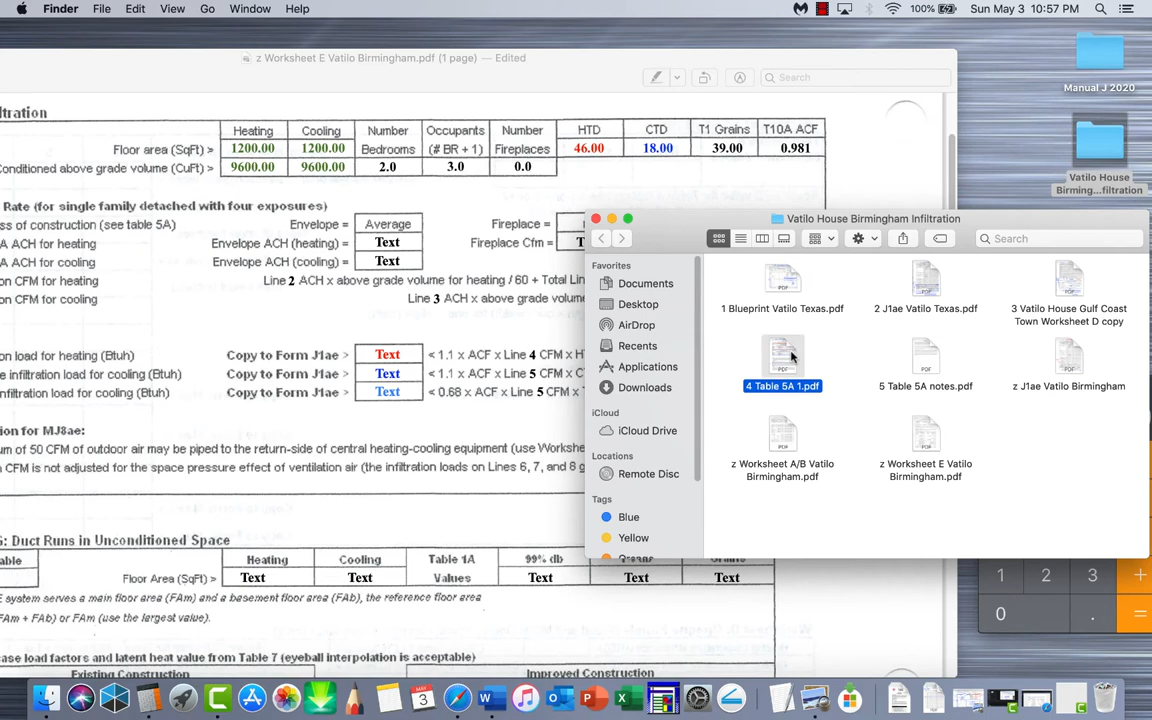 Finder File Edit View Go Window Help
100% Sun May 3 10:57 PM
z Worksheet E Vatilo Birmingham.pdf (1 page) — Edited
Search
Manual J 2020
Vatilo House
Birming...filtration
ltration
Heating Cooling Number Occupants Number HTD CTD T1 Grains T10A ACF
Floor area (SqFt) > 1200.00 1200.00 Bedrooms (# BR + 1) Fireplaces 46.00 18.00 39.00 0.981
Conditioned above grade volume (CuFt) > 9600.00 9600.00 2.0 3.0 0.0
Rate (for single family detached with four exposures)
ss of construction (see table 5A) Envelope = Average Fireplace =
A ACH for heating Envelope ACH (heating) = Text Fireplace Cfm = T
A ACH for cooling Envelope ACH (cooling) = Text
on CFM for heating Line 2 ACH x above grade volume for heating / 60 + Total Lin
on CFM for cooling Line 3 ACH x above grade volume
on load for heating (Btuh) Copy to Form J1ae > Text < 1.1 x ACF x Line 4 CFM x H
e infiltration load for cooling (Btuh) Copy to Form J1ae > Text < 1.1 x ACF x Line 5 CFM x C
nfiltration load for cooling (Btuh) Copy to Form J1ae > Text < 0.68 x ACF x Line 5 CFM x
ion for MJ8ae:
um of 50 CFM of outdoor air may be piped to the return-side of central heating-cooling equipment (use Workshe
n CFM is not adjusted for the space pressure effect of ventilation air (the infiltration loads on Lines 6, 7, and 8
G: Duct Runs in Unconditioned Space
able Heating Cooling Table 1A 99% db
Floor Area (SqFt) > Text Text Values Text Text Text
E system serves a main floor area (FAm) and a basement floor area (FAb), the reference floor area
FAm + FAb) or FAm (use the largest value).
ase load factors and latent heat value from Table 7 (eyeball interpolation is acceptable)
Existing Construction Improved Construction
Vatilo House Birmingham Infiltration
Search
Favorites
Documents
Desktop
AirDrop
Recents
Applications
Downloads
iCloud
iCloud Drive
Locations
Remote Disc
Tags
Blue
Yellow
Orange
1 Blueprint Vatilo Texas.pdf
2 J1ae Vatilo Texas.pdf
3 Vatilo House Gulf Coast
Town Worksheet D copy
4 Table 5A 1.pdf
5 Table 5A notes.pdf
z J1ae Vatilo Birmingham
z Worksheet A/B Vatilo
Birmingham.pdf
z Worksheet E Vatilo
Birmingham.pdf
1 2 3 +
0 . =
MAY
3